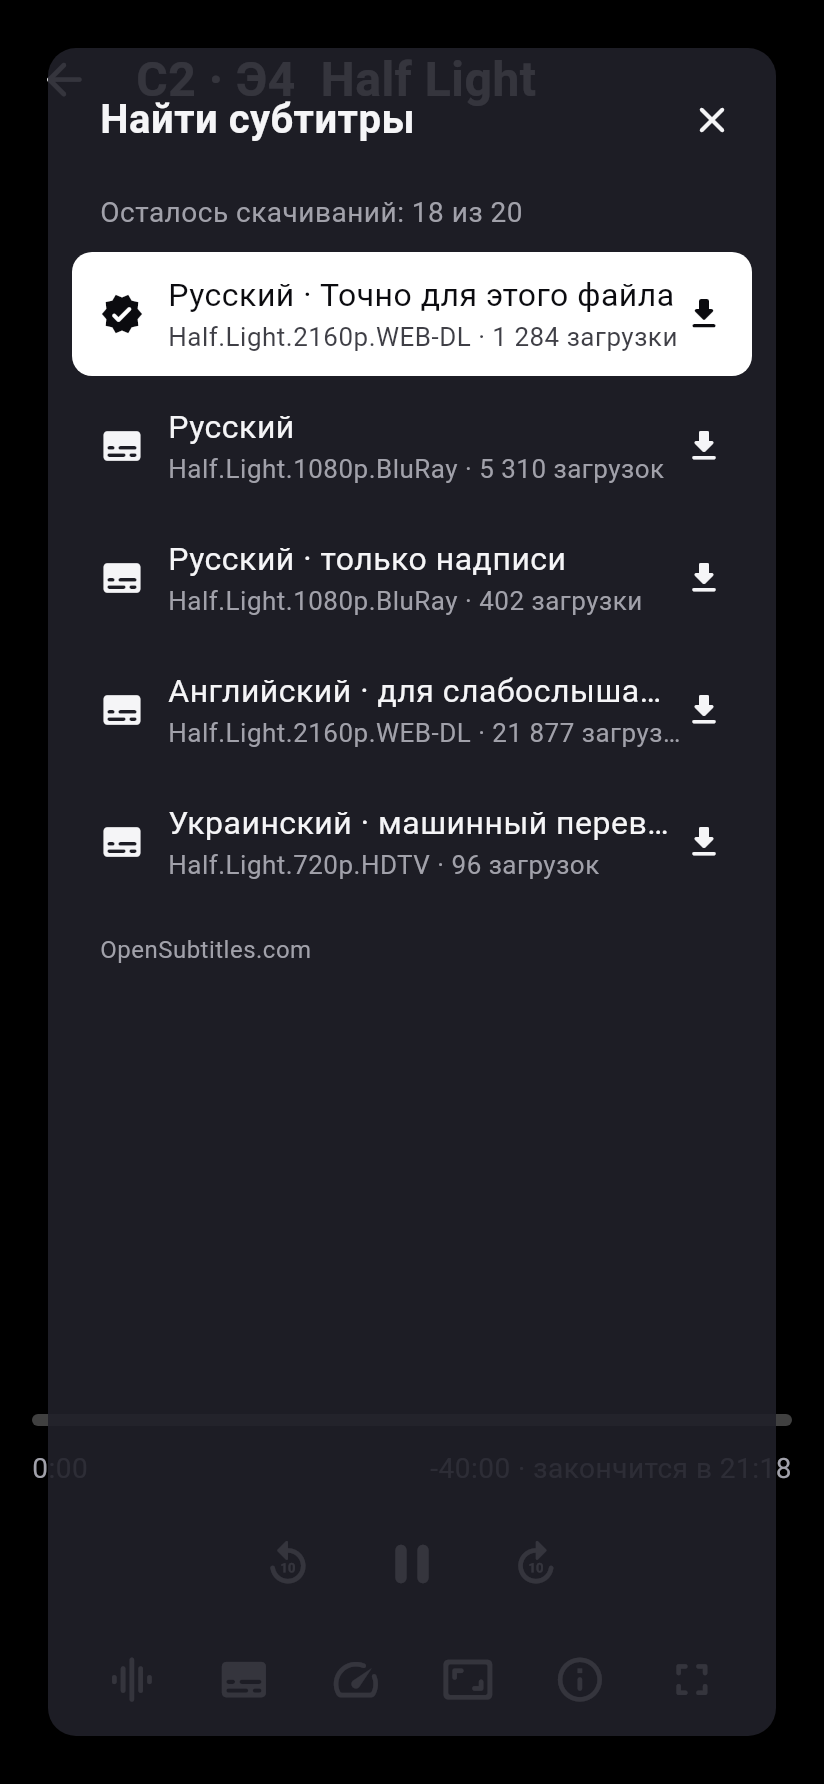 С2 · Э4 Half Light
Найти субтитры
Осталось скачиваний: 18 из 20
Русский · Точно для этого файла
Half.Light.2160p.WEB-DL · 1 284 загрузки
Русский
Half.Light.1080p.BluRay · 5 310 загрузок
Русский · только надписи
Half.Light.1080p.BluRay · 402 загрузки
Английский · для слабослыша…
Half.Light.2160p.WEB-DL · 21 877 загруз…
Украинский · машинный перев…
Half.Light.720p.HDTV · 96 загрузок
OpenSubtitles.com
0:00
-40:00 · закончится в 21:18
10
10